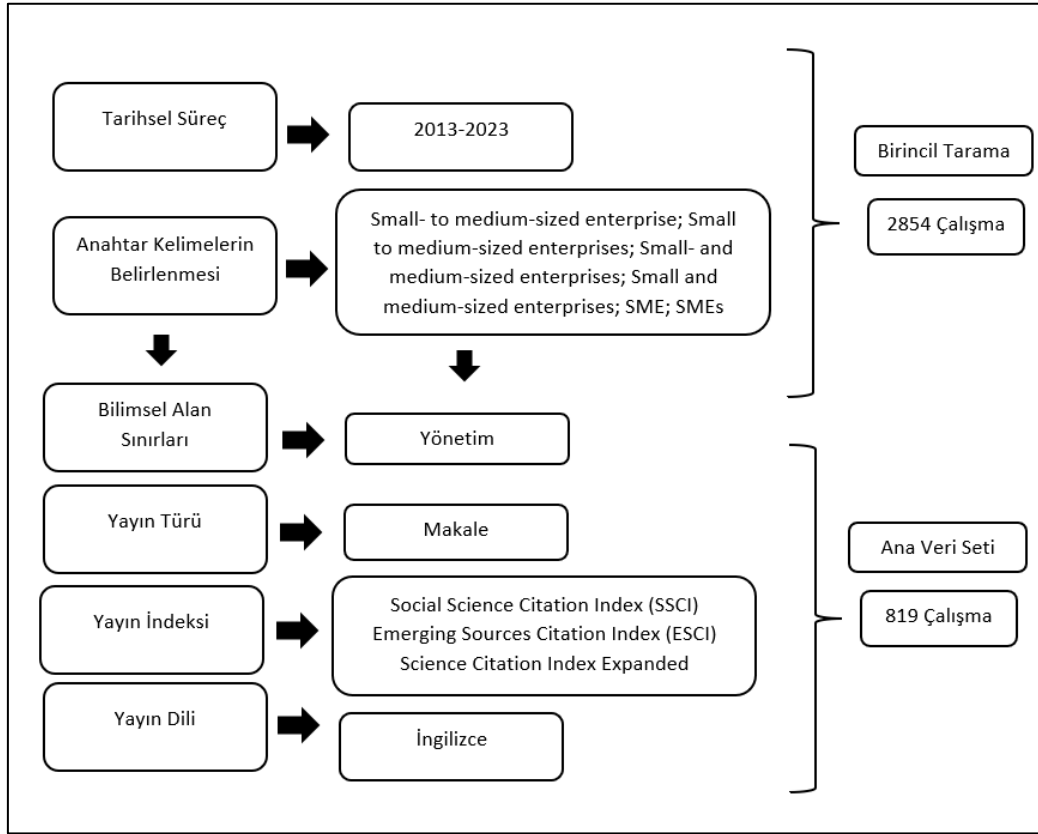 Tarihsel Süreç
2013-2023
Anahtar Kelimelerin
Belirlenmesi
Small- to medium-sized enterprise; Small
to medium-sized enterprises; Small- and
medium-sized enterprises; Small and
medium-sized enterprises; SME; SMEs
Birincil Tarama
2854 Çalışma
Bilimsel Alan
Sınırları
Yönetim
Yayın Türü
Makale
Yayın İndeksi
Social Science Citation Index (SSCI)
Emerging Sources Citation Index (ESCI)
Science Citation Index Expanded
Yayın Dili
İngilizce
Ana Veri Seti
819 Çalışma